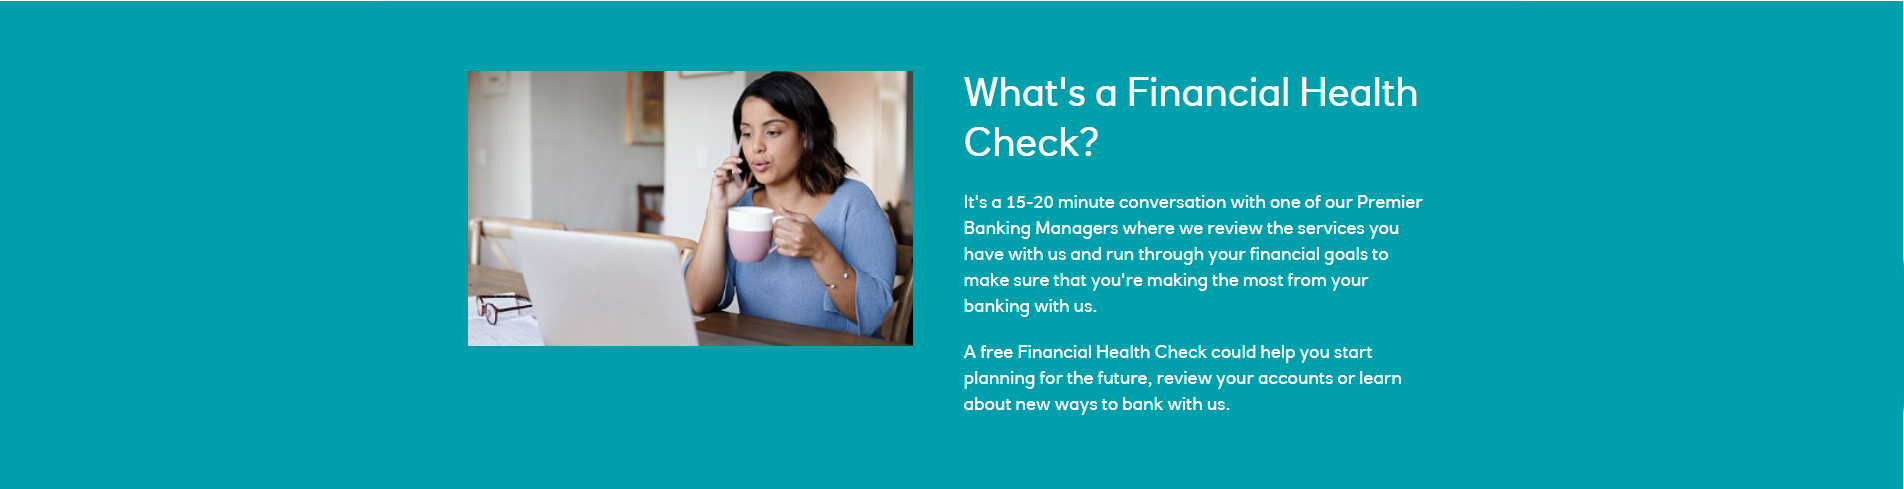 What's a Financial Health
Check?
It's a 15-20 minute conversation with one of our Premier
Banking Managers where we review the services you
have with us and run through your financial goals to
make sure that you're making the most from your
banking with us.
A free Financial Health Check could help you start
planning for the future, review your accounts or learn
about new ways to bank with us.